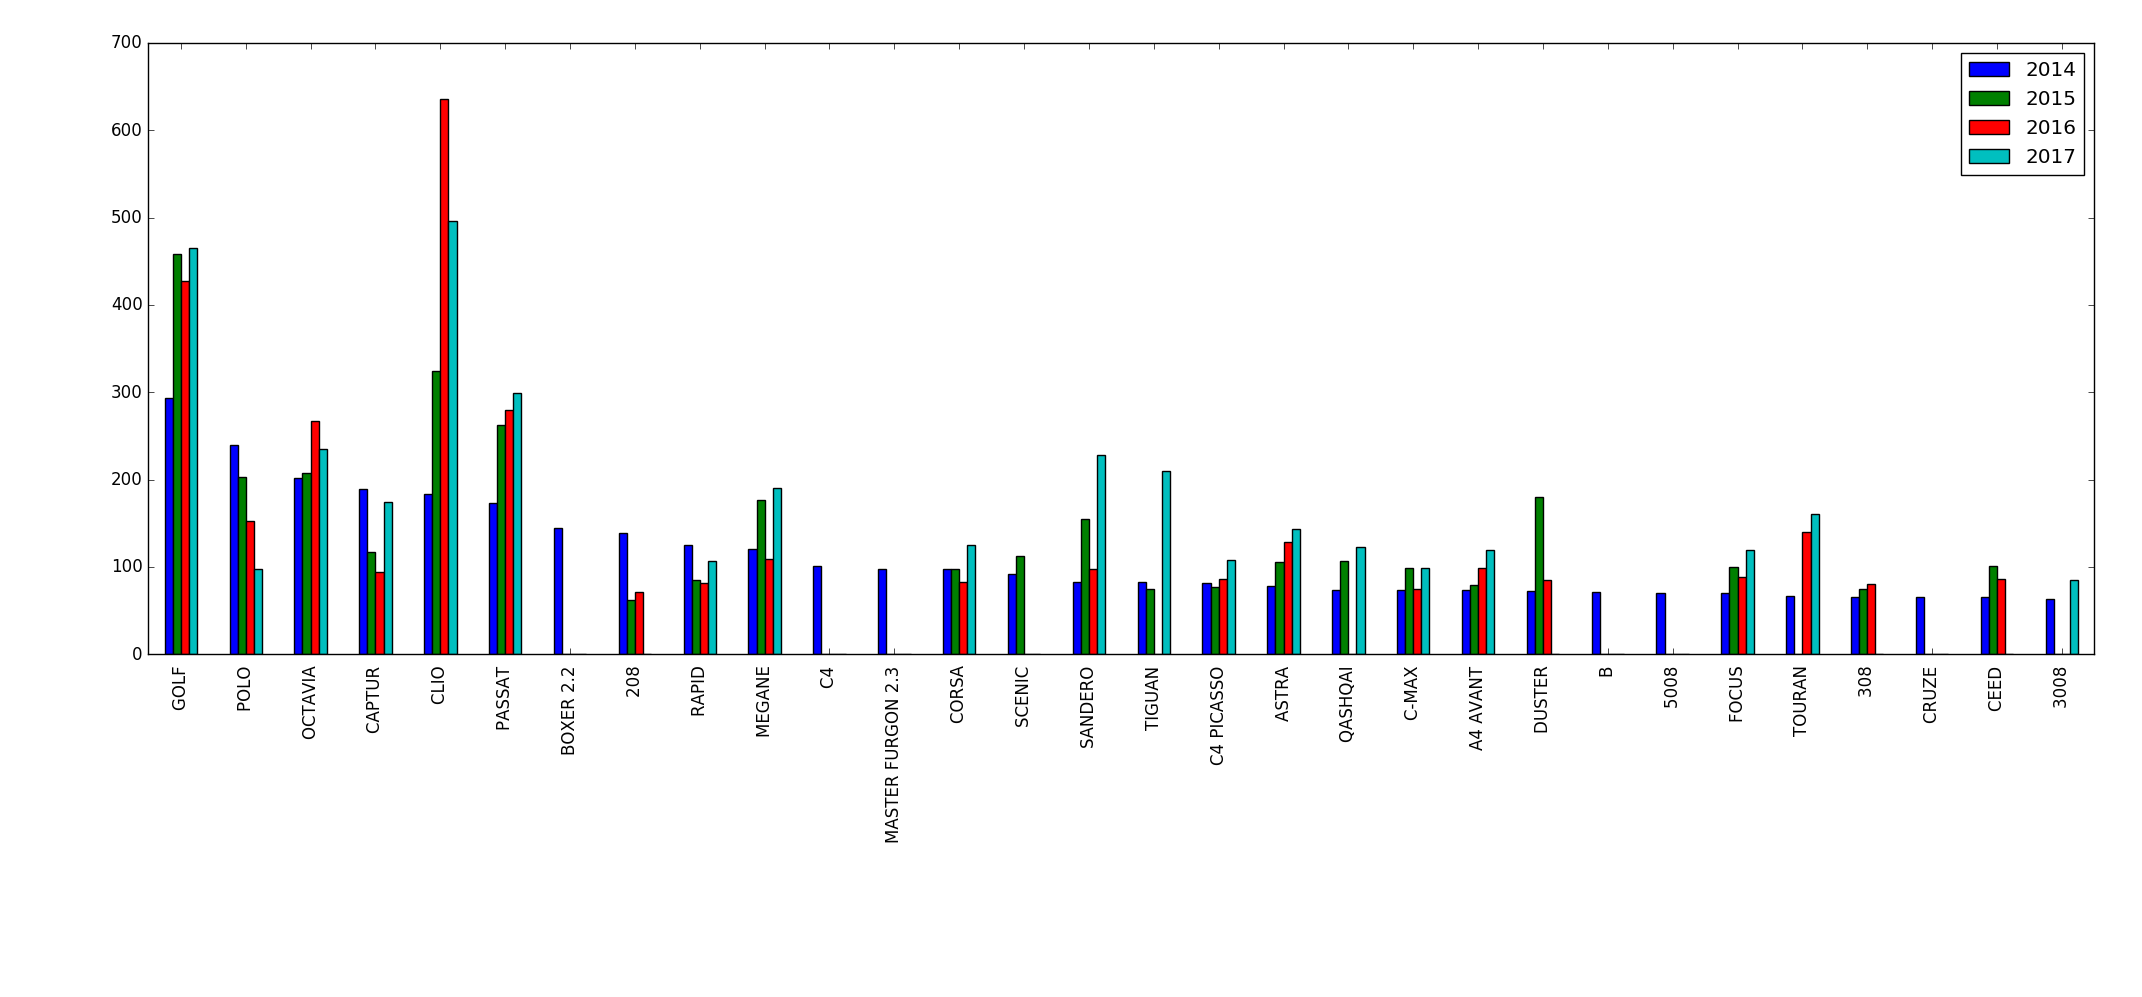 700
600
500
400
300
200
100
0
2014
2015
2016
2017
GOLF
POLO
OCTAVIA
CAPTUR
CLIO
PASSAT
BOXER 2.2
208
RAPID
MEGANE
C4
MASTER FURGON 2.3
CORSA
SCENIC
SANDERO
TIGUAN
C4 PICASSO
ASTRA
QASHQAI
C-MAX
A4 AVANT
DUSTER
B
5008
FOCUS
TOURAN
308
CRUZE
CEED
3008